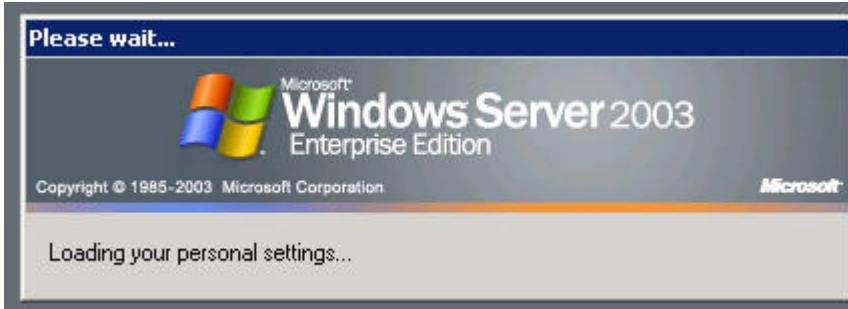 Please wait...
Microsoft
Windows Server 2003
Enterprise Edition
Copyright © 1985-2003 Microsoft Corporation
Microsoft
Loading your personal settings...